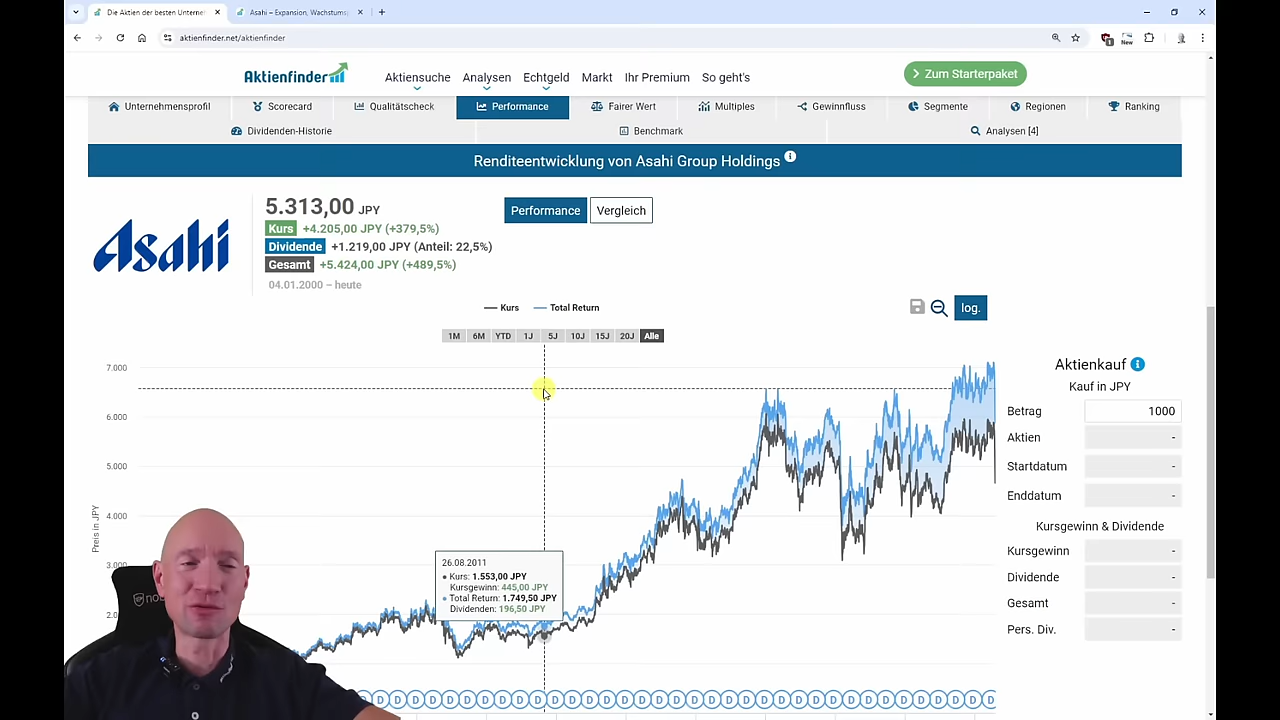 Die Aktien der besten Unterne
Asahi – Expansion, Wachstums
aktienfinder.net/aktienfinder
New
Aktienfinder
Aktiensuche
Analysen
Echtgeld
Markt
Ihr Premium
So geht's
Zum Starterpaket
Unternehmensprofil
Scorecard
Qualitätscheck
Performance
Fairer Wert
Multiples
Gewinnfluss
Segmente
Regionen
Ranking
Dividenden-Historie
Benchmark
Analysen [4]
Renditeentwicklung von Asahi Group Holdings
Asahi
5.313,00 JPY
Kurs +4.205,00 JPY (+379,5%)
Dividende +1.219,00 JPY (Anteil: 22,5%)
Gesamt +5.424,00 JPY (+489,5%)
04.01.2000 – heute
Performance
Vergleich
Kurs
Total Return
log.
1M 6M YTD 1J 5J 10J 15J 20J Alle
7.000
6.000
5.000
4.000
3.000
Preis in JPY
26.08.2011
Kurs: 1.553,00 JPY
Kursgewinn: 445,00 JPY
Total Return: 1.749,50 JPY
Dividenden: 196,50 JPY
D D D D D D D D D D D D D D D D D D D D D D D D D D D D D D D D D D D D
Aktienkauf
Kauf in JPY
Betrag 1000
Aktien -
Startdatum -
Enddatum -
Kursgewinn & Dividende
Kursgewinn -
Dividende -
Gesamt -
Pers. Div. -